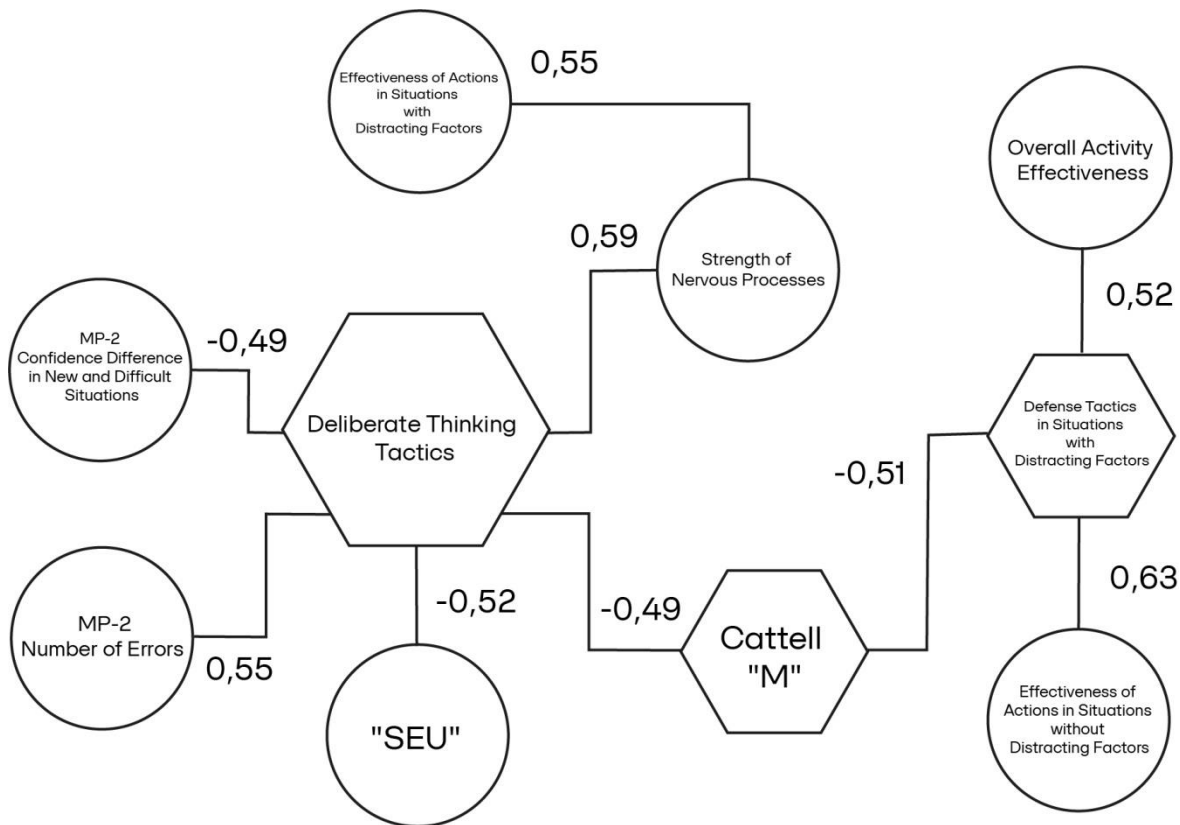 0,55
Effectiveness of Actions
in Situations
with
Distracting Factors
Overall Activity
Effectiveness
0,59
Strength of
Nervous Processes
0,52
-0,49
MP-2
Confidence Difference
in New and Difficult
Situations
Deliberate Thinking
Tactics
Defense Tactics
in Situations
with
Distracting Factors
-0,51
MP-2
Number of Errors
0,55
-0,52
-0,49
0,63
Cattell
"M"
"SEU"
Effectiveness of
Actions in Situations
without
Distracting Factors